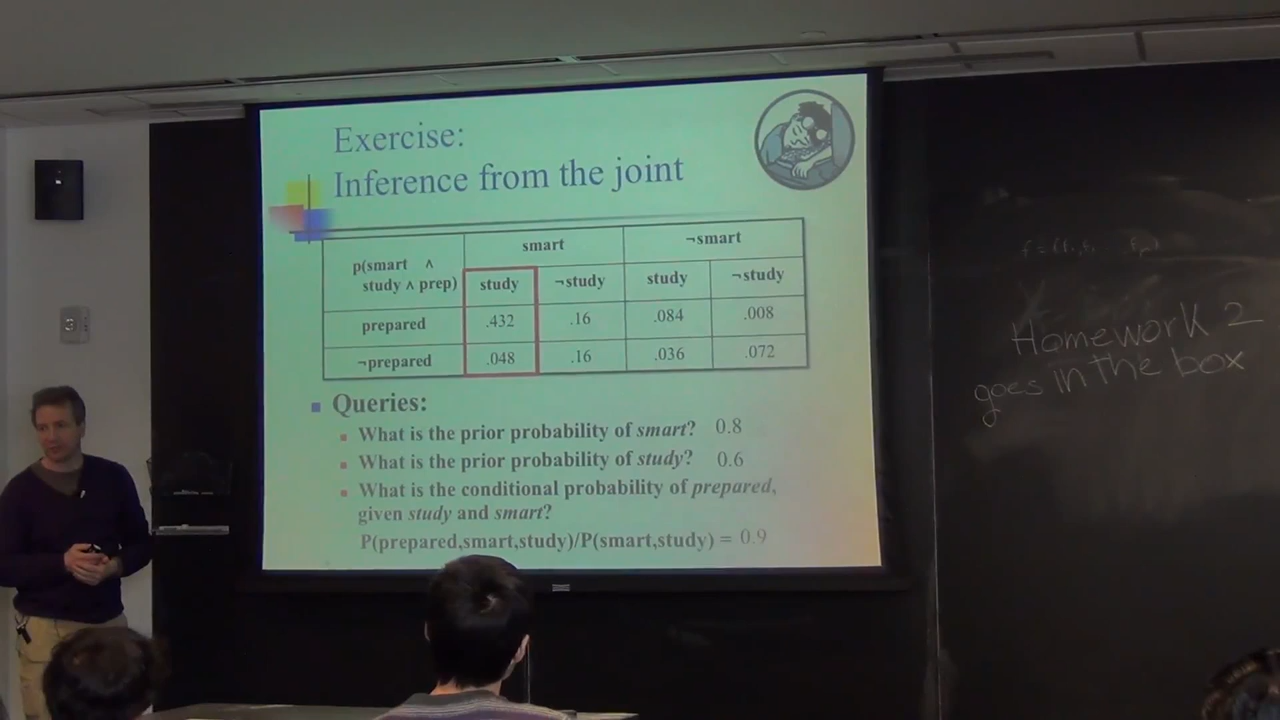 Exercise:
Inference from the joint
p(smart ∧
study ∧ prep)
smart
¬smart
study
¬study
study
¬study
prepared
.432
.16
.084
.008
¬prepared
.048
.16
.036
.072
Queries:
What is the prior probability of smart? 0.8
What is the prior probability of study? 0.6
What is the conditional probability of prepared,
given study and smart?
P(prepared,smart,study)/P(smart,study) = 0.9
Homework 2
goes in the box